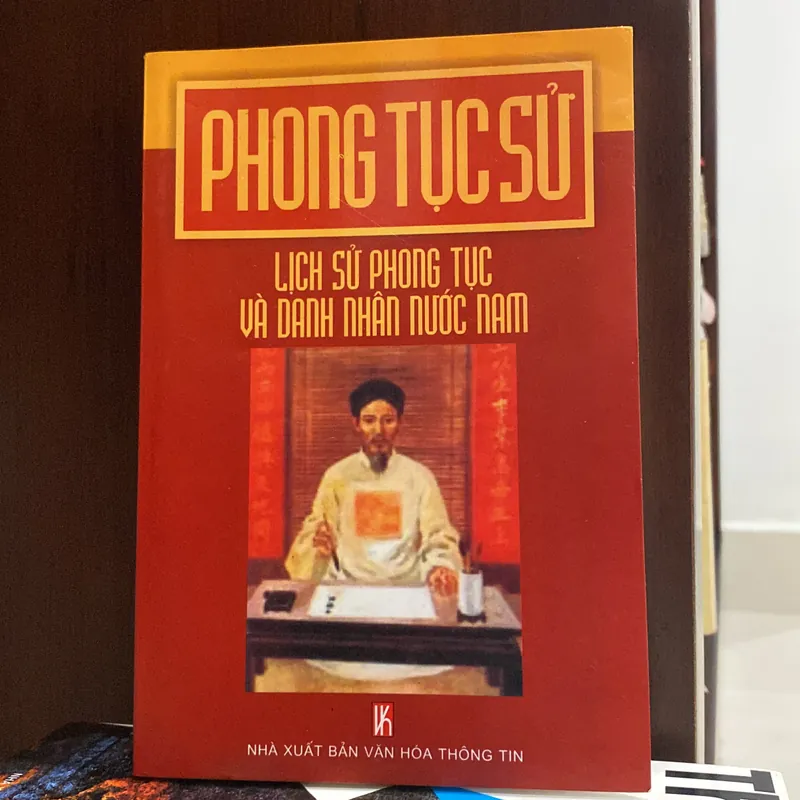 PHONG TỤC SỬ
LỊCH SỬ PHONG TỤC
VÀ DANH NHÂN NƯỚC NAM
NHÀ XUẤT BẢN VĂN HÓA THÔNG TIN